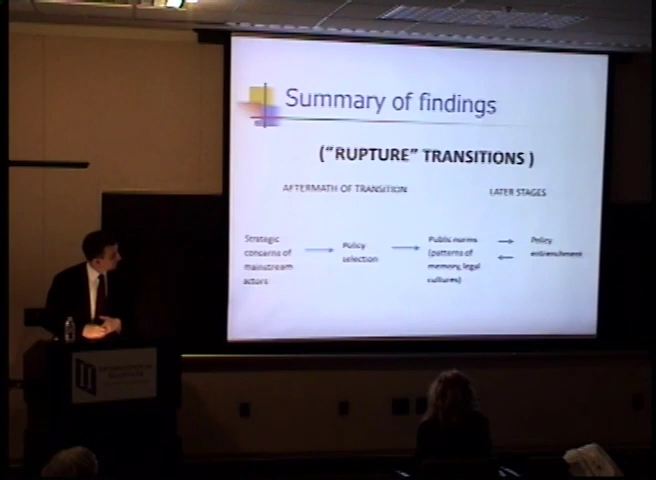 Summary of findings
("RUPTURE" TRANSITIONS )
AFTERMATH OF TRANSITION
LATER STAGES
Strategic
concerns of
mainstream
actors
Policy
selection
Public norms
(patterns of
memory, legal
cultures)
Policy
entrenchment